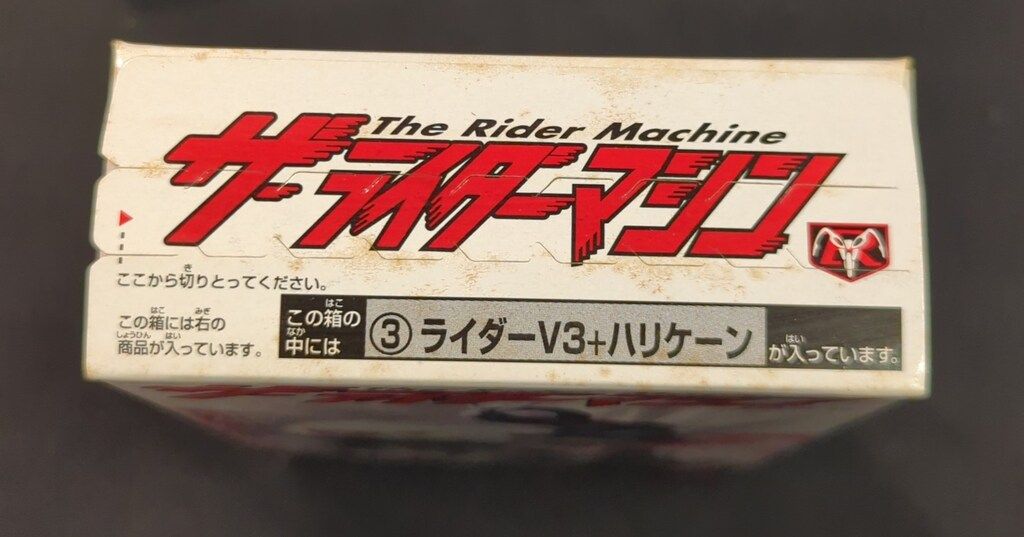 The Rider Machine
ザ・ライダーマシン
ここから切りとってください。
この箱には右の
商品が入っています。
この箱の
中には
③ライダーV3+ハリケーン
が入っています。